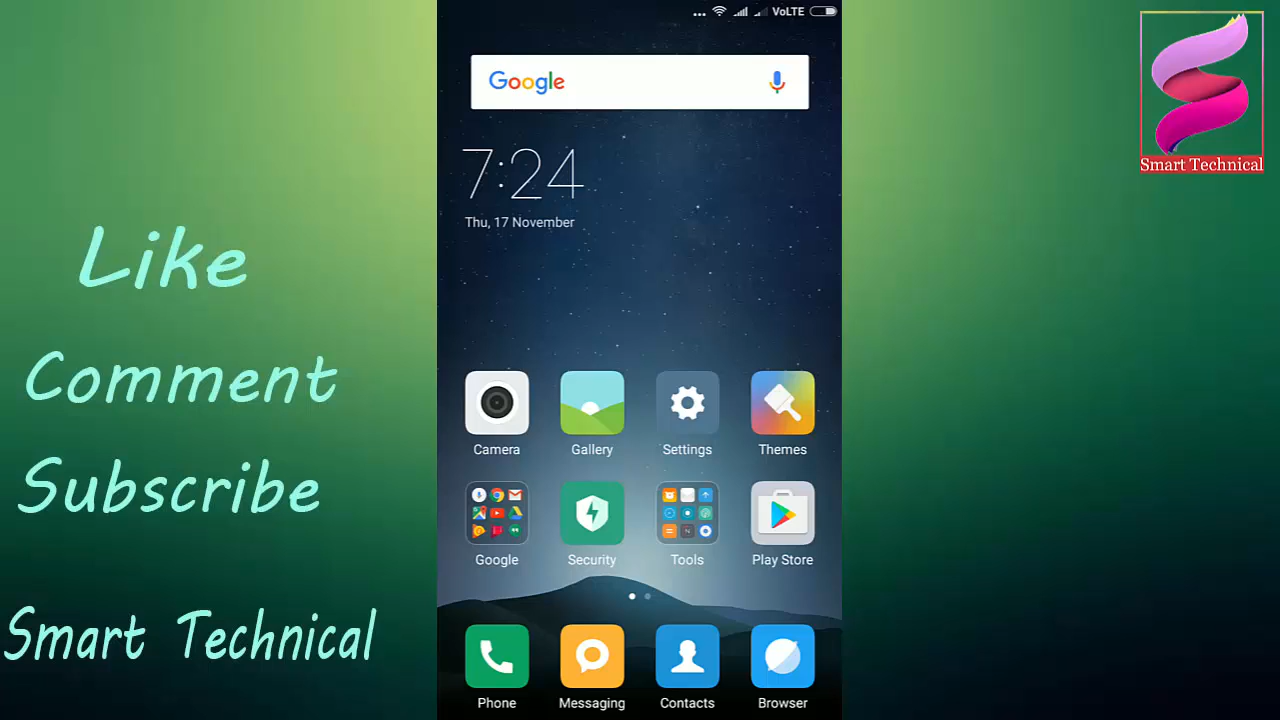 VoLTE
Google
7:24
Thu, 17 November
Camera Gallery Settings Themes
Google Security Tools Play Store
Phone Messaging Contacts Browser
Like
Comment
Subscribe
Smart Technical
Smart Technical